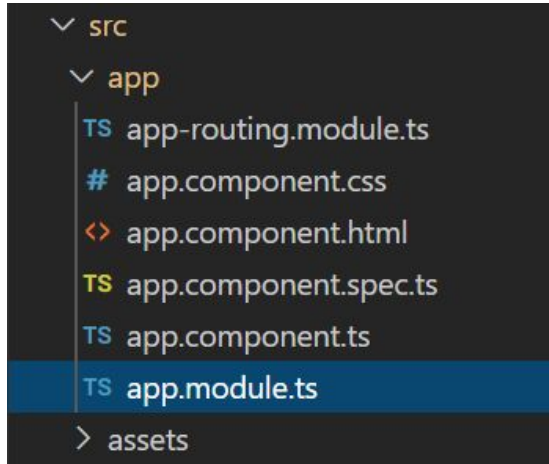 src
app
TS app-routing.module.ts
# app.component.css
<> app.component.html
TS app.component.spec.ts
TS app.component.ts
TS app.module.ts
assets